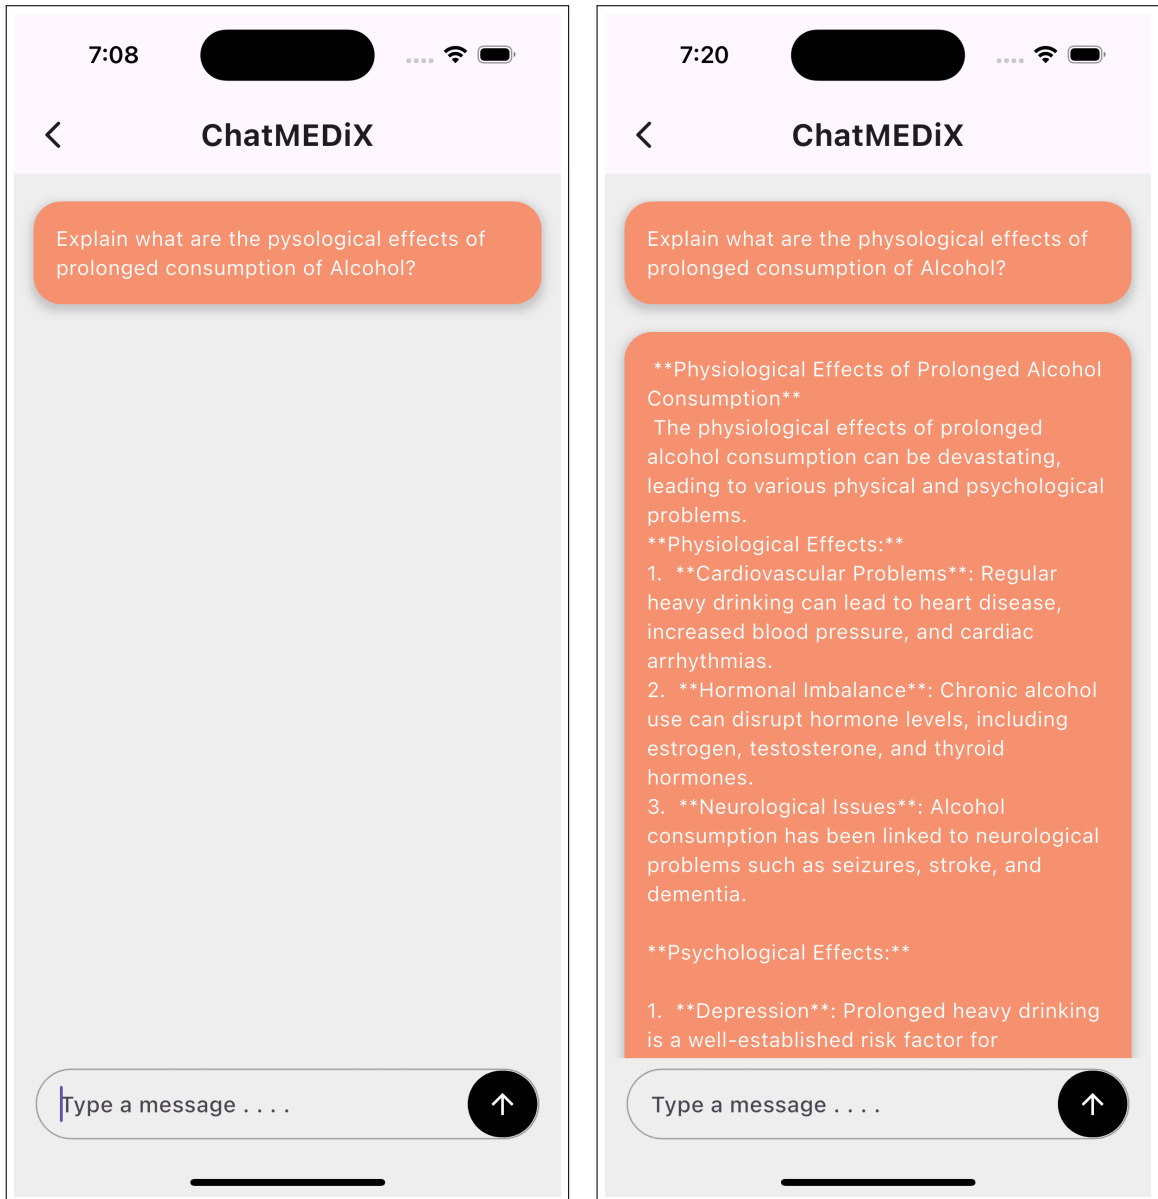 7:08
ChatMEDiX
Explain what are the pysological effects of
prolonged consumption of Alcohol?
Type a message . . . .
7:20
ChatMEDiX
Explain what are the physological effects of
prolonged consumption of Alcohol?
**Physiological Effects of Prolonged Alcohol
Consumption**
The physiological effects of prolonged
alcohol consumption can be devastating,
leading to various physical and psychological
problems.
**Physiological Effects:**
1. **Cardiovascular Problems**: Regular
heavy drinking can lead to heart disease,
increased blood pressure, and cardiac
arrhythmias.
2. **Hormonal Imbalance**: Chronic alcohol
use can disrupt hormone levels, including
estrogen, testosterone, and thyroid
hormones.
3. **Neurological Issues**: Alcohol
consumption has been linked to neurological
problems such as seizures, stroke, and
dementia.
**Psychological Effects:**
1. **Depression**: Prolonged heavy drinking
is a well-established risk factor for
Type a message . . . .